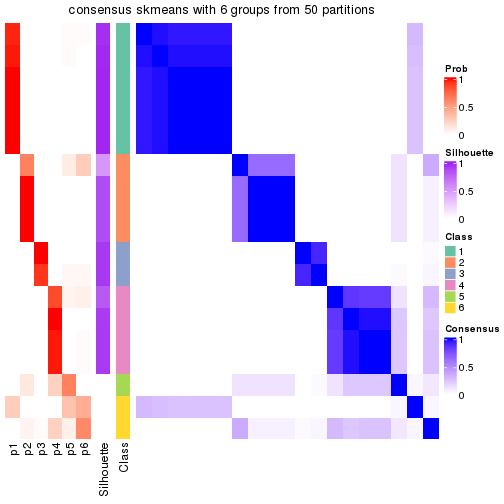 consensus skmeans with 6 groups from 50 partitions
Prob
1
0.5
0
Silhouette
1
0.5
0
Class
1
2
3
4
5
6
Consensus
1
0.5
0
p1
p2
p3
p4
p5
p6
Silhouette
Class